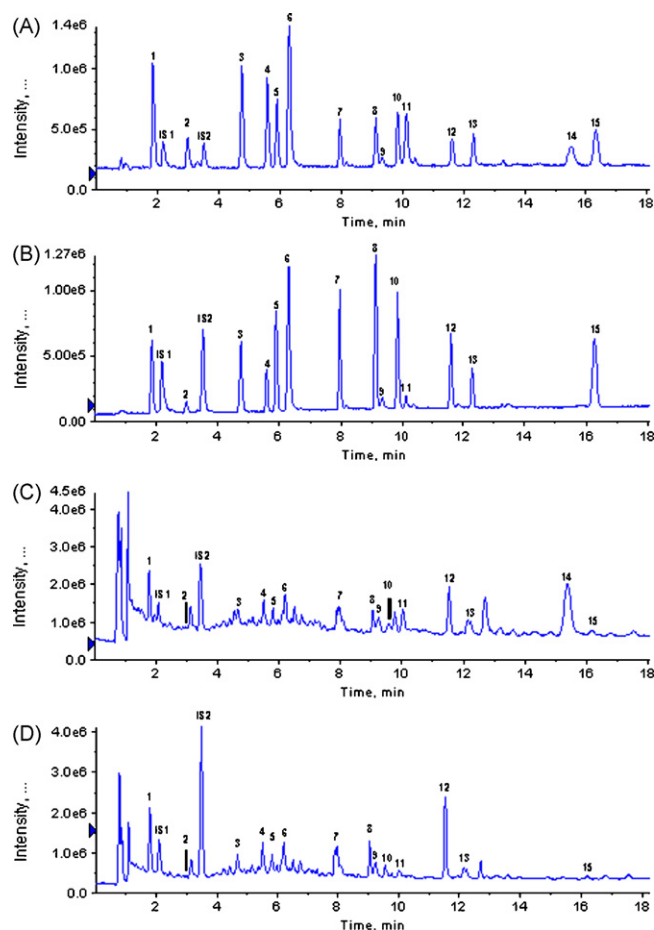 (A)
1.4e6
1.0e6
5.0e5
0.0
Intensity, ...
1 IS 1 2 IS2 3 4 5 6 7 8 9 10 11 12 13 14 15
2 4 6 8 10 12 14 16 18
Time, min
(B)
1.27e6
1.00e6
5.00e5
0.00
Intensity, ...
1 IS 1 2 IS2 3 4 5 6 7 8 9 10 11 12 13 15
2 4 6 8 10 12 14 16 18
Time, min
(C)
4.5e6
4.0e6
3.0e6
2.0e6
1.0e6
0.0
Intensity, ...
1 IS 1 2 IS2 3 4 5 6 7 8 9 10 11 12 13 14 15
2 4 6 8 10 12 14 16 18
Time, min
(D)
4.0e6
3.0e6
2.0e6
1.0e6
0.0
Intensity, ...
1 IS1 2 IS2 3 4 5 6 7 8 9 10 11 12 13 15
2 4 6 8 10 12 14 16 18
Time, min